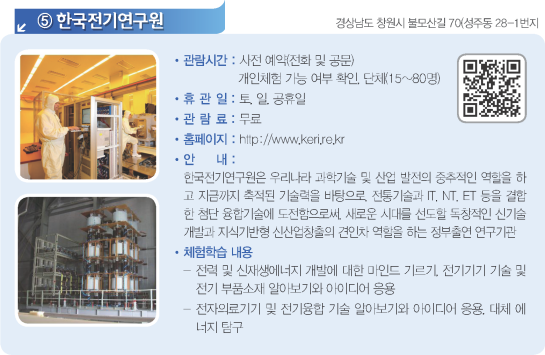 ⑤ 한국전기연구원
경상남도 창원시 불모산길 70(성주동 28-1번지
• 관람시간 : 사전 예약(전화 및 공문)
개인체험 가능 여부 확인, 단체(15~80명)
• 휴 관 일 : 토, 일, 공휴일
• 관 람 료 : 무료
• 홈페이지 : http://www.keri.re.kr
• 안 내 :
한국전기연구원은 우리나라 과학기술 및 산업 발전의 중추적인 역할을 하
고 지금까지 축적된 기술력을 바탕으로, 전통기술과 IT, NT, ET 등을 결합
한 첨단 융합기술에 도전함으로써, 새로운 시대를 선도할 독창적인 신기술
개발과 지식기반형 신산업창출의 견인차 역할을 하는 정부출연 연구기관
• 체험학습 내용
- 전력 및 신재생에너지 개발에 대한 마인드 기르기, 전기기기 기술 및
전기 부품소재 알아보기와 아이디어 응용
- 전자의료기기 및 전기융합 기술 알아보기와 아이디어 응용, 대체 에
너지 탐구